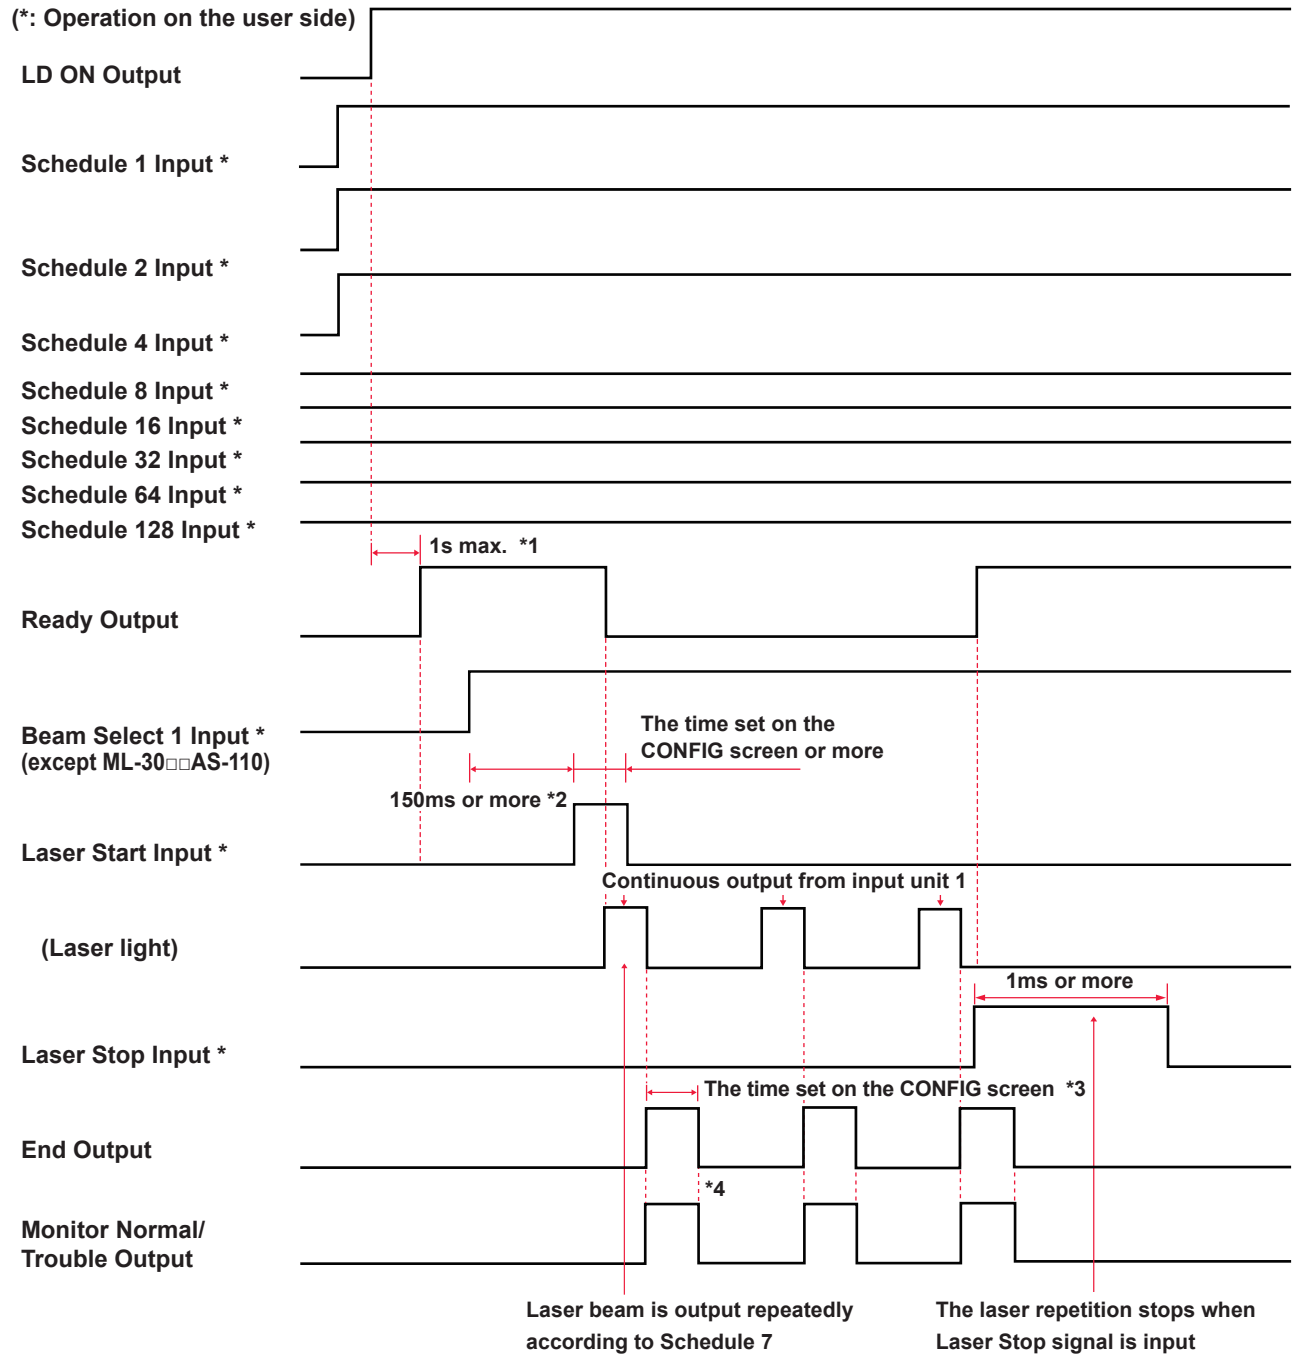 (*: Operation on the user side)
LD ON Output
Schedule 1 Input *
Schedule 2 Input *
Schedule 4 Input *
Schedule 8 Input *
Schedule 16 Input *
Schedule 32 Input *
Schedule 64 Input *
Schedule 128 Input *
1s max. *1
Ready Output
The time set on the
CONFIG screen or more
Beam Select 1 Input *
(except ML-30□□AS-110)
150ms or more *2
Laser Start Input *
Continuous output from input unit 1
(Laser light)
1ms or more
Laser Stop Input *
The time set on the CONFIG screen *3
End Output
*4
Monitor Normal/
Trouble Output
Laser beam is output repeatedly
according to Schedule 7
The laser repetition stops when
Laser Stop signal is input